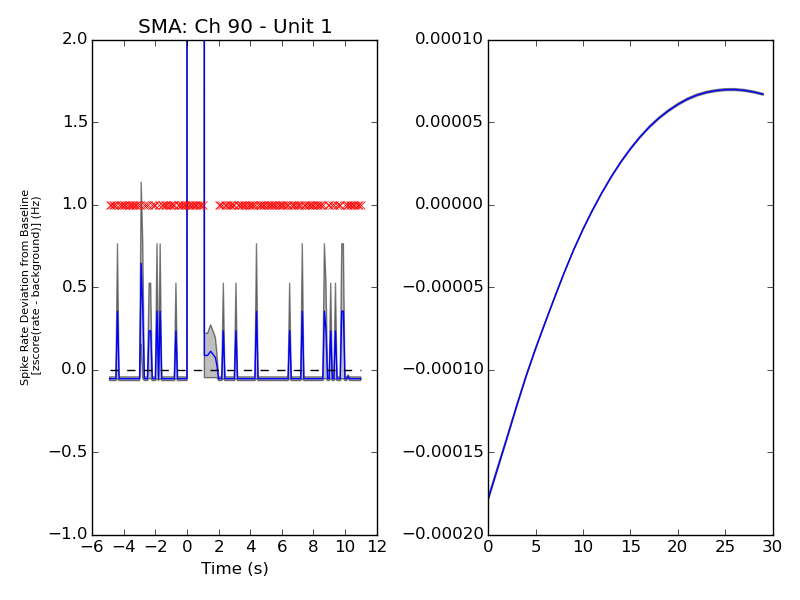 SMA: Ch 90 - Unit 1
2.0
1.5
1.0
0.5
0.0
−0.5
−1.0
Spike Rate Deviation from Baseline
[zscore(rate - background)] (Hz)
−6 −4 −2 0 2 4 6 8 10 12
Time (s)
0.00010
0.00005
0.00000
−0.00005
−0.00010
−0.00015
−0.00020
0 5 10 15 20 25 30